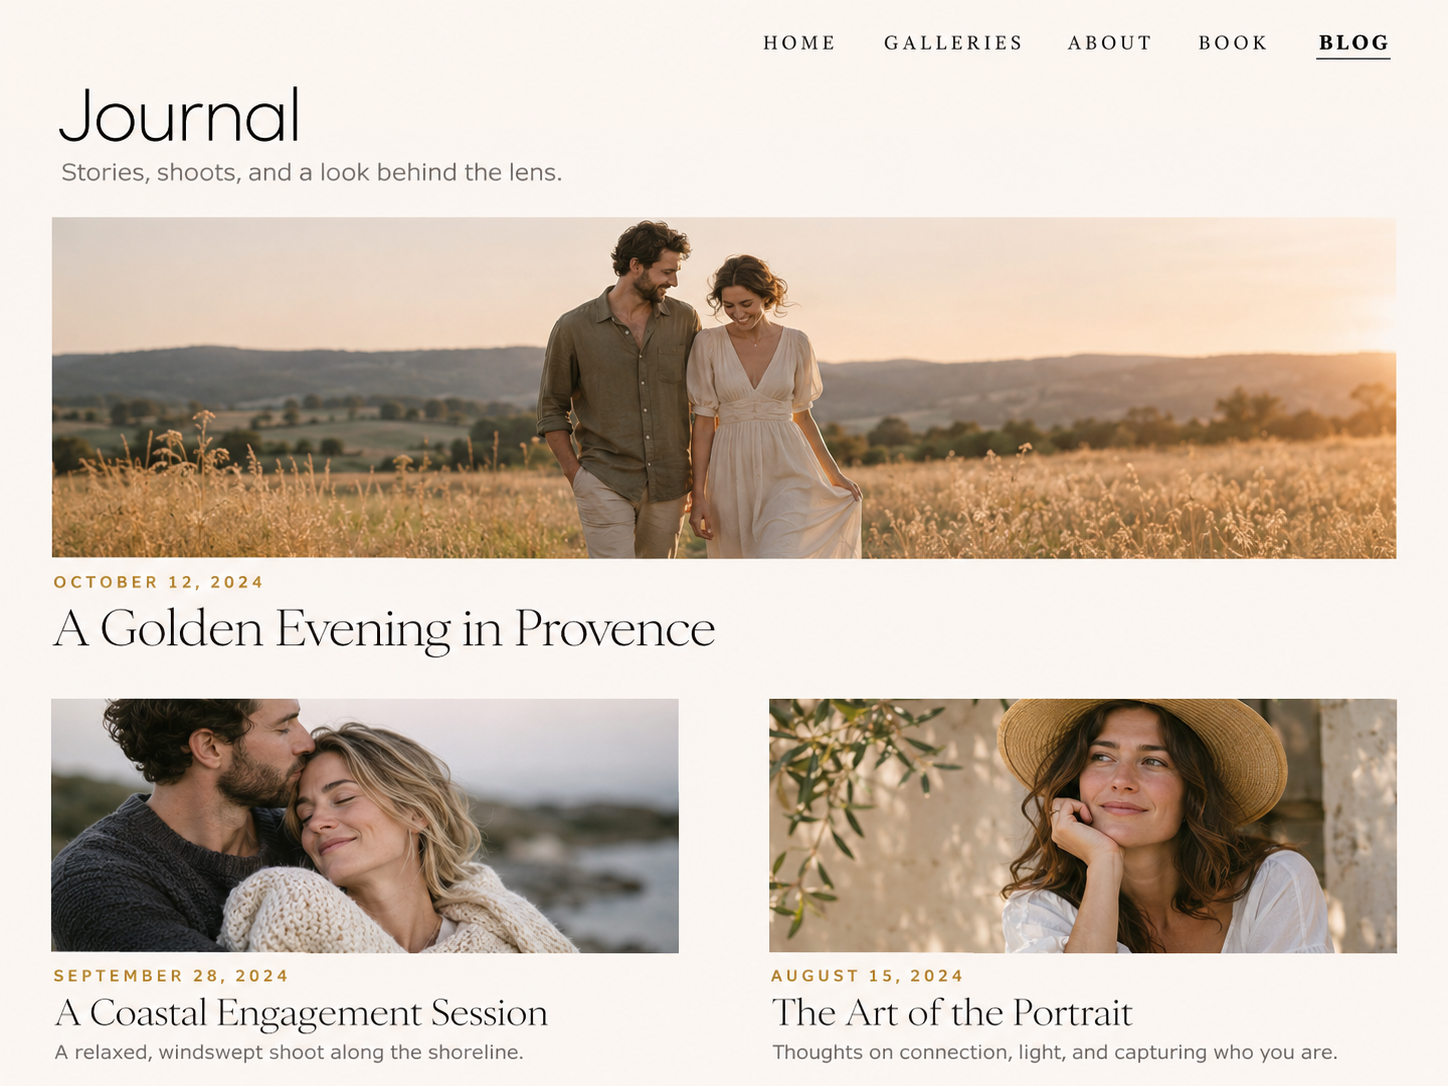 HOME GALLERIES ABOUT BOOK BLOG
Journal
Stories, shoots, and a look behind the lens.
OCTOBER 12, 2024
A Golden Evening in Provence
SEPTEMBER 28, 2024
A Coastal Engagement Session
A relaxed, windswept shoot along the shoreline.
AUGUST 15, 2024
The Art of the Portrait
Thoughts on connection, light, and capturing who you are.